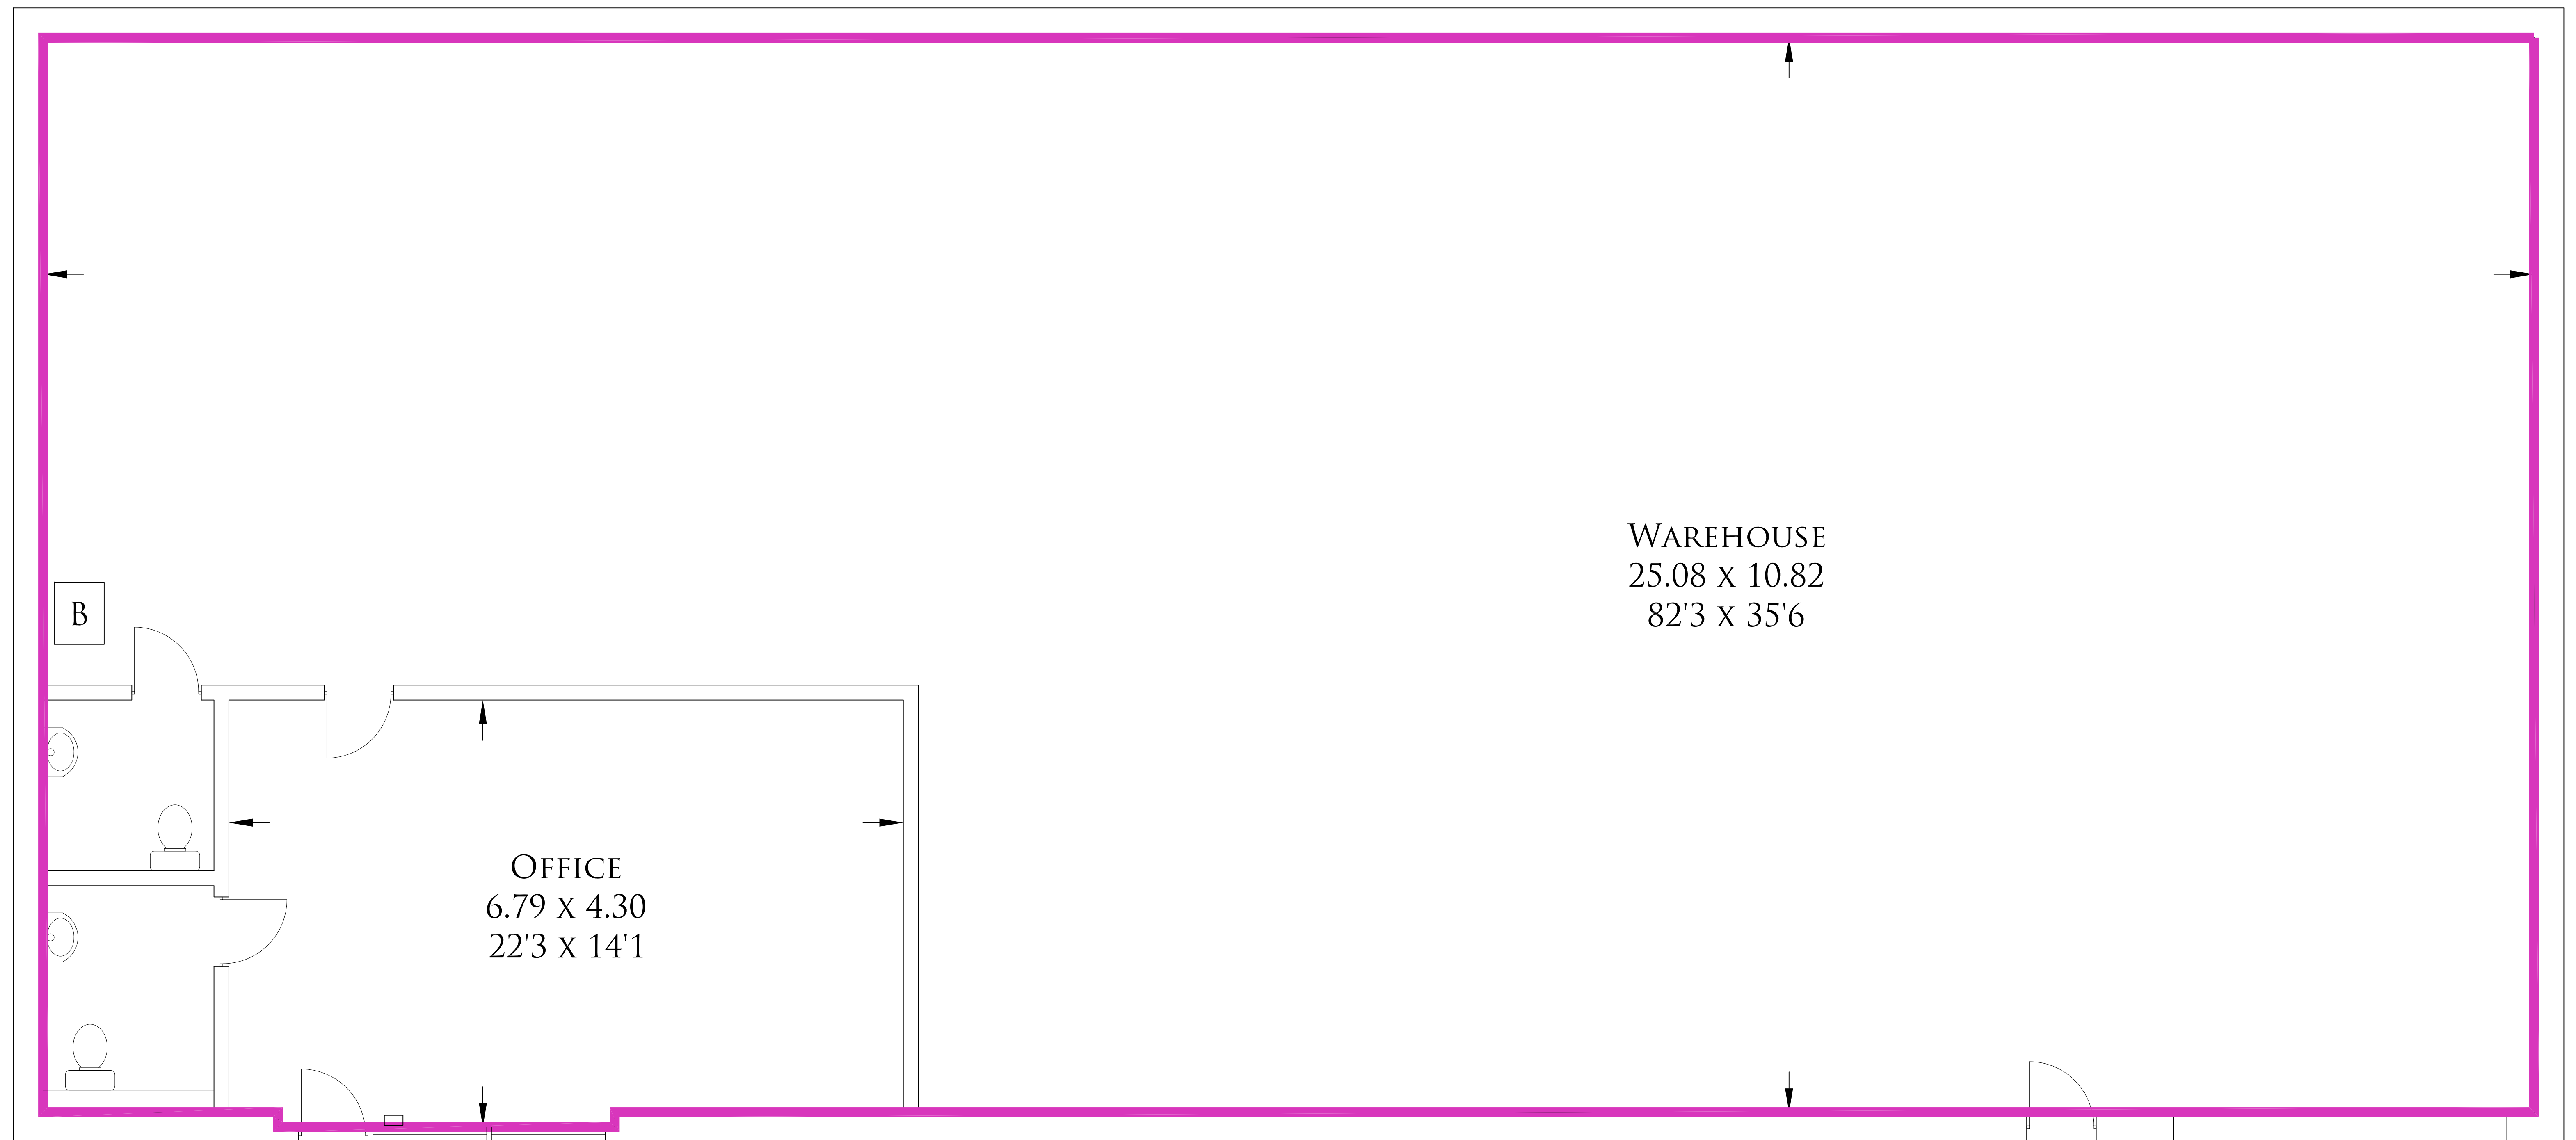 Warehouse
25.08 x 10.82
82'3 x 35'6
B
Office
6.79 x 4.30
22'3 x 14'1